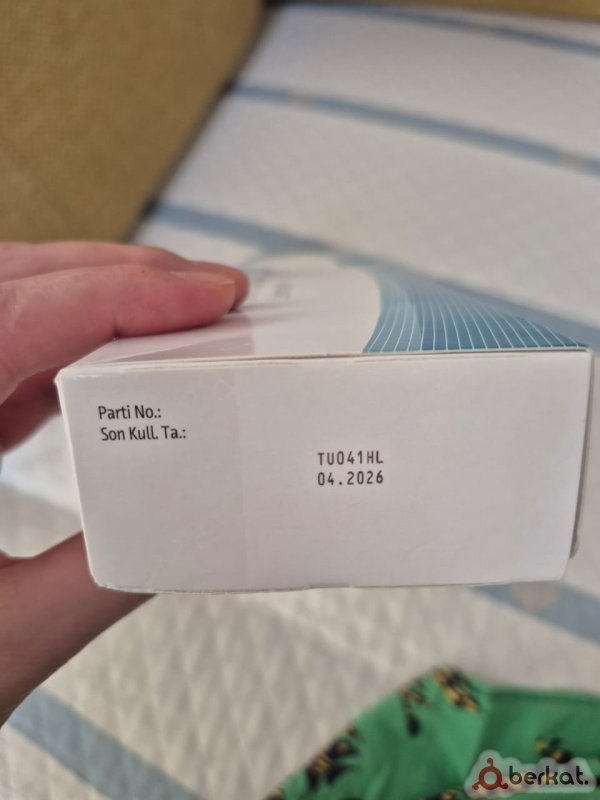 Parti No.:
Son Kull. Ta.:
TU041HL
04.2026
berkat.